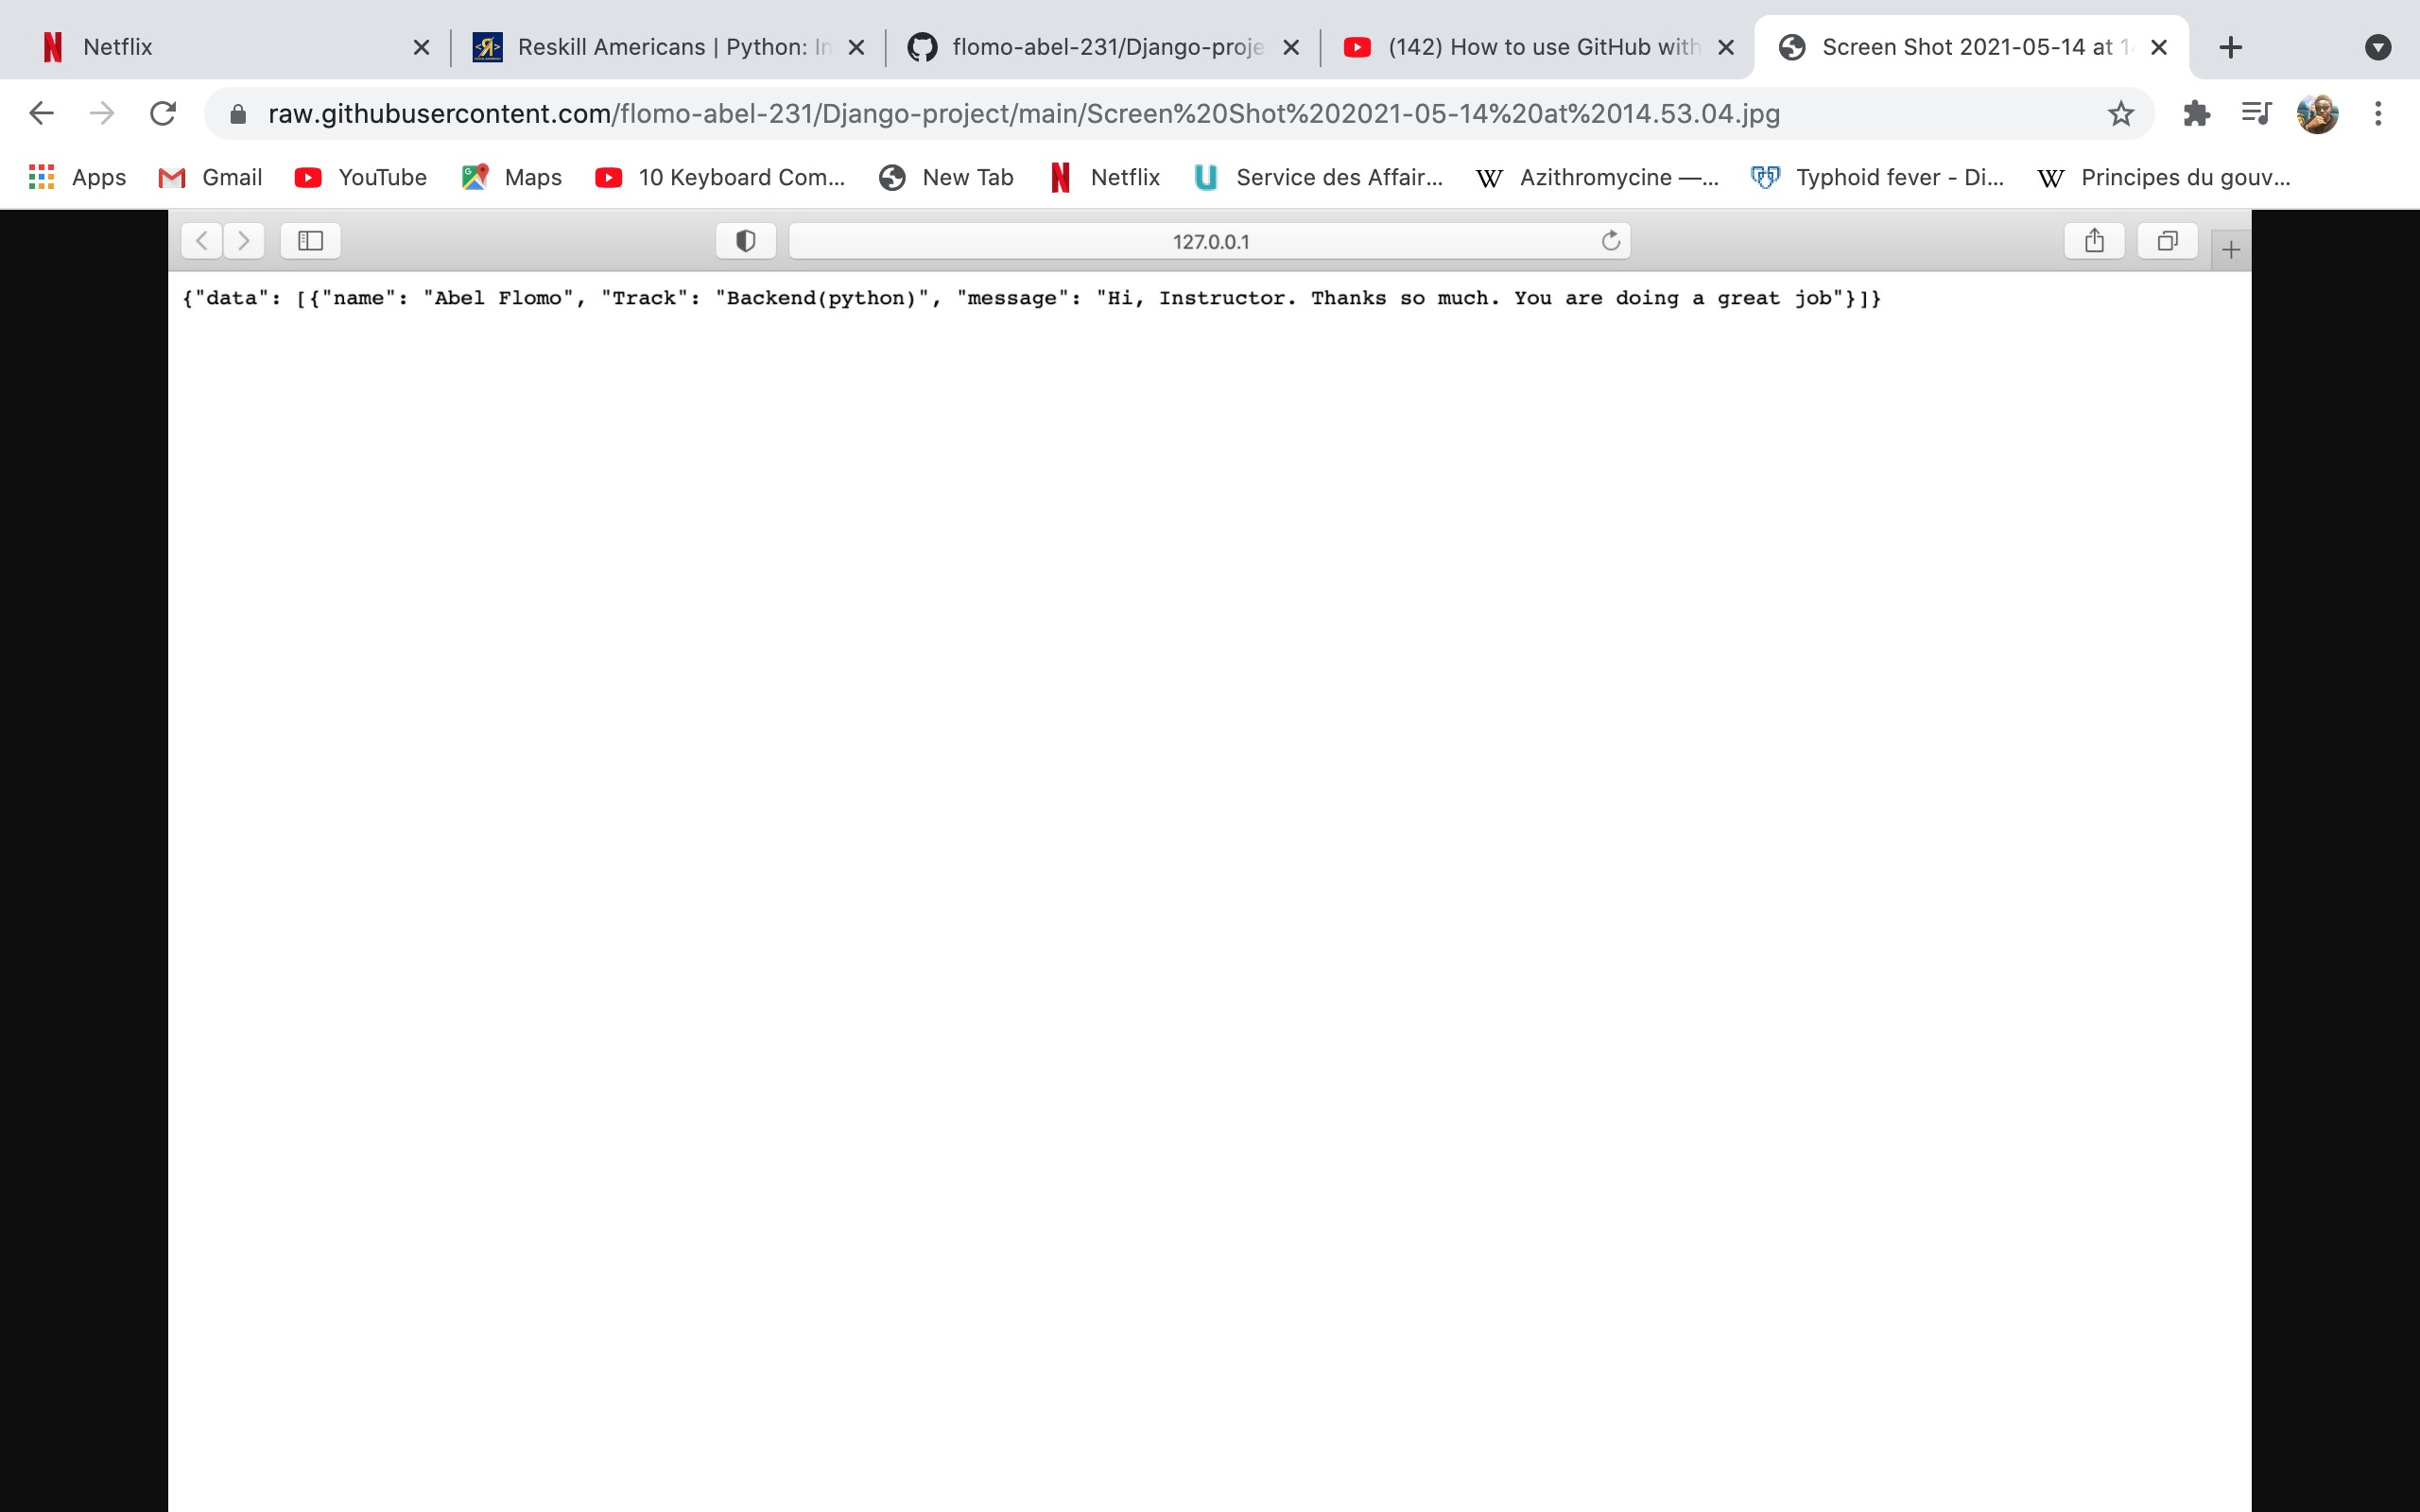 Netflix
Reskill Americans | Python: In
flomo-abel-231/Django-proje
(142) How to use GitHub with
Screen Shot 2021-05-14 at 14
raw.githubusercontent.com/flomo-abel-231/Django-project/main/Screen%20Shot%202021-05-14%20at%2014.53.04.jpg
Apps
Gmail
YouTube
Maps
10 Keyboard Com...
New Tab
Netflix
Service des Affair...
Azithromycine —...
Typhoid fever - Di...
Principes du gouv...
127.0.0.1
{"data": [{"name": "Abel Flomo", "Track": "Backend(python)", "message": "Hi, Instructor. Thanks so much. You are doing a great job"}]}